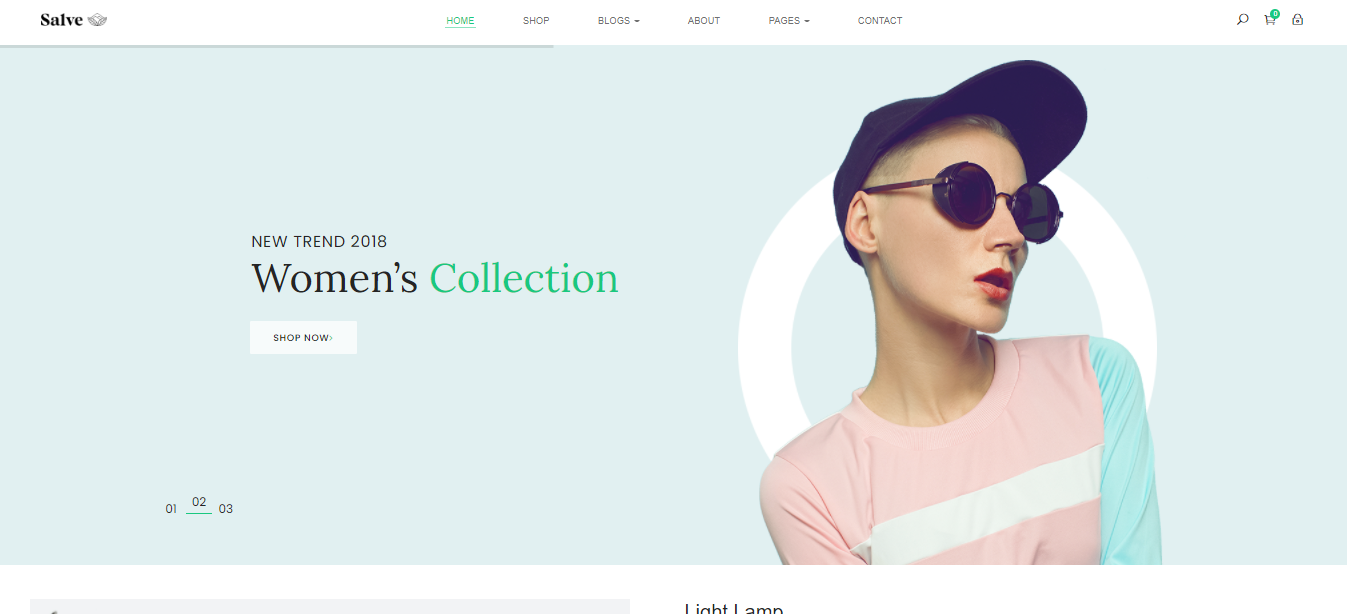 Salve
HOME SHOP BLOGS ABOUT PAGES CONTACT
0
NEW TREND 2018
Women’s Collection
SHOP NOW›
01 02 03
Light Lamp